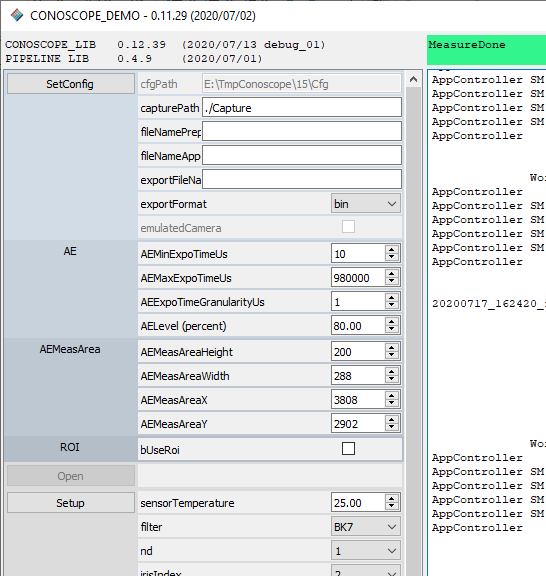 CONOSCOPE_DEMO - 0.11.29 (2020/07/02)
CONOSCOPE_LIB 0.12.39 (2020/07/13 debug_01)
PIPELINE LIB 0.4.9 (2020/07/01)
MeasureDone
SetConfig
cfgPath E:\TmpConoscope\15\Cfg
capturePath ./Capture
fileNamePrep
fileNameApp
exportFileNa
exportFormat bin
emulatedCamera
AE
AEMinExpoTimeUs 10
AEMaxExpoTimeUs 980000
AEExpoTimeGranularityUs 1
AELevel (percent) 80.00
AEMeasArea
AEMeasAreaHeight 200
AEMeasAreaWidth 288
AEMeasAreaX 3808
AEMeasAreaY 2902
ROI
bUseRoi
Open
Setup
sensorTemperature 25.00
filter BK7
nd 1
irisIndex 2
AppController SM
AppController SM
AppController SM
AppController SM
AppController
Wo
AppController
AppController SM
AppController SM
AppController SM
AppController SM
AppController
20200717_162420_
Wo
AppController
AppController SM
AppController SM
AppController SM
AppController SM
AppController